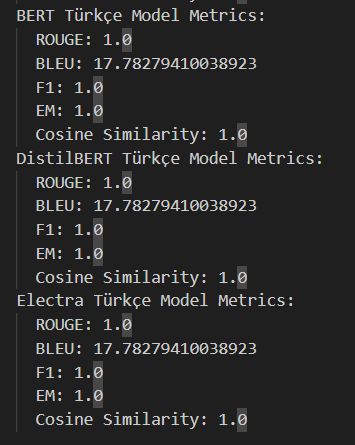 BERT Türkçe Model Metrics:
ROUGE: 1.0
BLEU: 17.78279410038923
F1: 1.0
EM: 1.0
Cosine Similarity: 1.0
DistilBERT Türkçe Model Metrics:
ROUGE: 1.0
BLEU: 17.78279410038923
F1: 1.0
EM: 1.0
Cosine Similarity: 1.0
Electra Türkçe Model Metrics:
ROUGE: 1.0
BLEU: 17.78279410038923
F1: 1.0
EM: 1.0
Cosine Similarity: 1.0